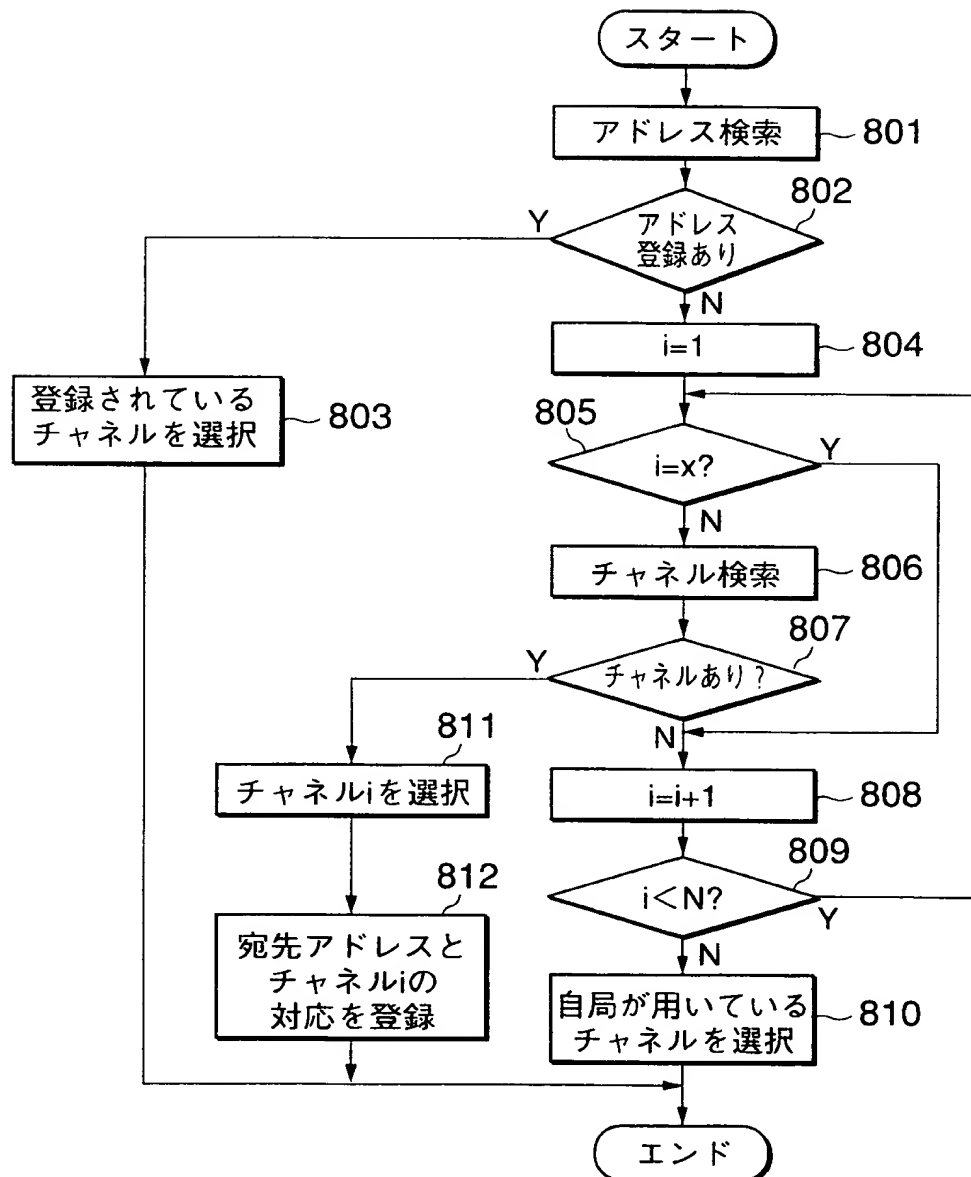 スタート
アドレス検索
801
802
Y
アドレス
登録あり
N
i=1
804
登録されている
チャネルを選択
803
805
i=x?
Y
N
チャネル検索
806
807
Y
チャネルあり?
N
811
チャネルiを選択
i=i+1
808
809
i<N?
Y
N
812
宛先アドレスと
チャネルiの
対応を登録
自局が用いている
チャネルを選択
810
エンド